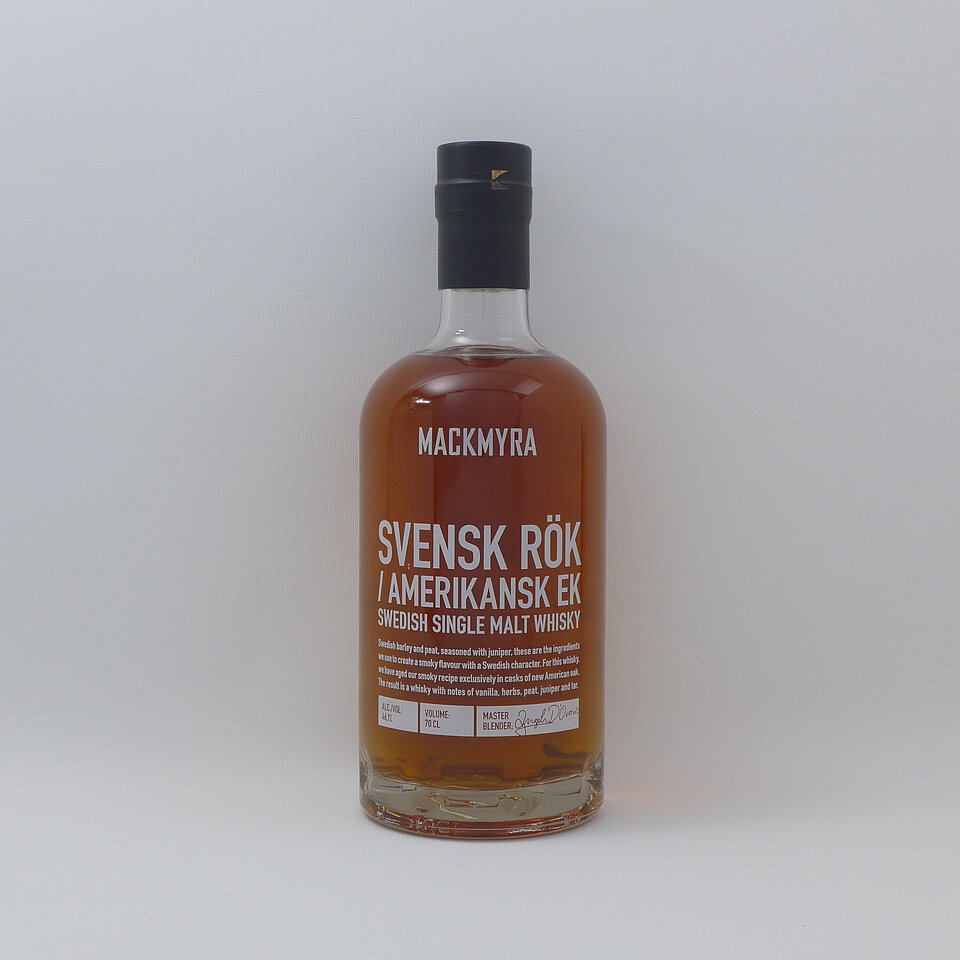 MACKMYRA
SVENSK RÖK
/ AMERIKANSK EK
SWEDISH SINGLE MALT WHISKY
Swedish barley and peat, seasoned with juniper, these are the ingredients
we use to create a smoky flavour with a Swedish character. For this whisky,
we have aged our smoky recipe exclusively in casks of new American oak.
The result is a whisky with notes of vanilla, herbs, peat, juniper and tar.
ALC./VOL:
46,1%
VOLUME:
70 CL
MASTER
BLENDER: